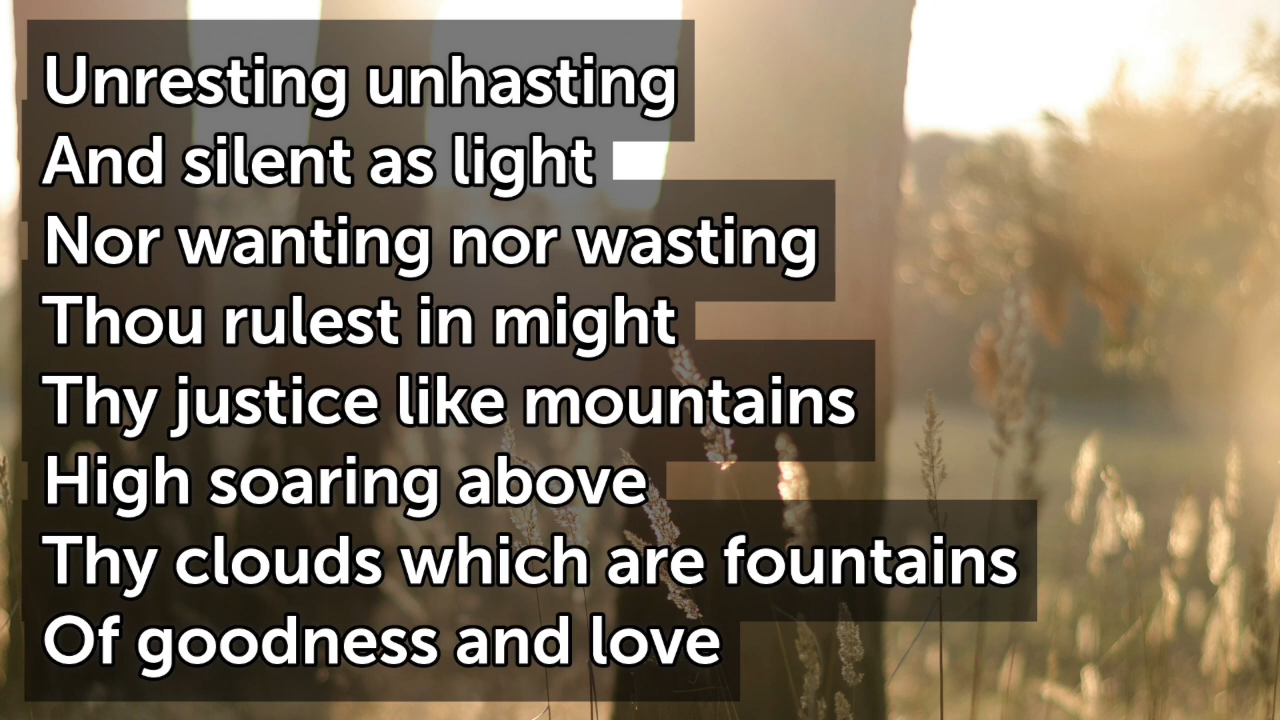 Unresting unhasting
And silent as light
Nor wanting nor wasting
Thou rulest in might
Thy justice like mountains
High soaring above
Thy clouds which are fountains
Of goodness and love